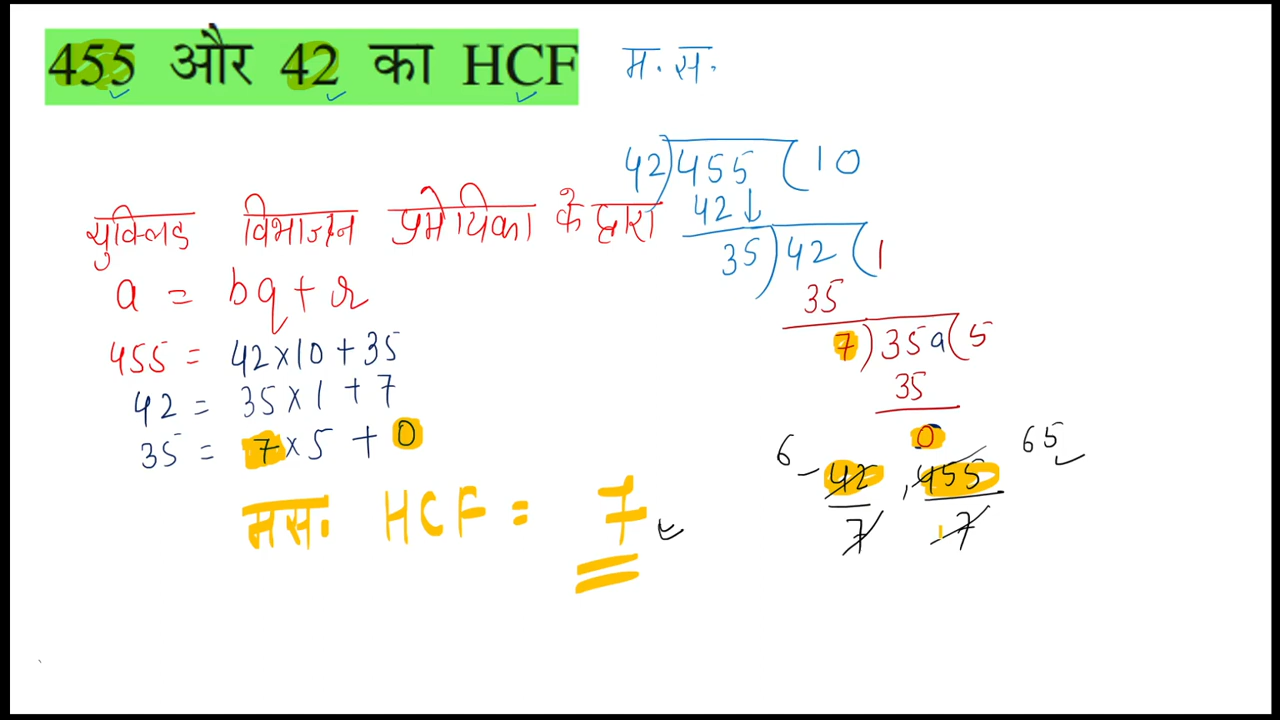 455 और 42 का HCF म. स.
42) 455 ( 10
42 ↓
युक्लिड विभाजन प्रमेयिका के द्वारा
35 ) 42 ( 1
35
a = bq + r
7 ) 35 a ( 5
35
0
455 = 42 × 10 + 35
42 = 35 × 1 + 7
35 = 7 × 5 + 0
6 42 , 455 65
7 7
मस. HCF = 7